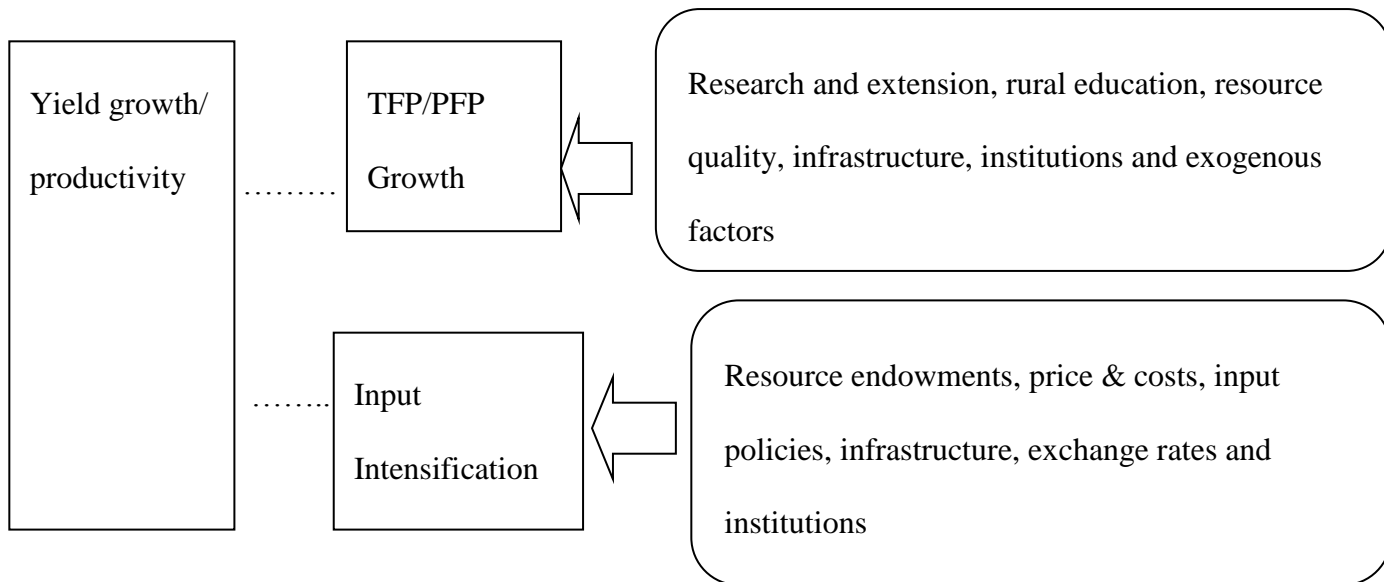 Yield growth/
productivity
………
TFP/PFP
Growth
Research and extension, rural education, resource
quality, infrastructure, institutions and exogenous
factors
……..
Input
Intensification
Resource endowments, price & costs, input
policies, infrastructure, exchange rates and
institutions